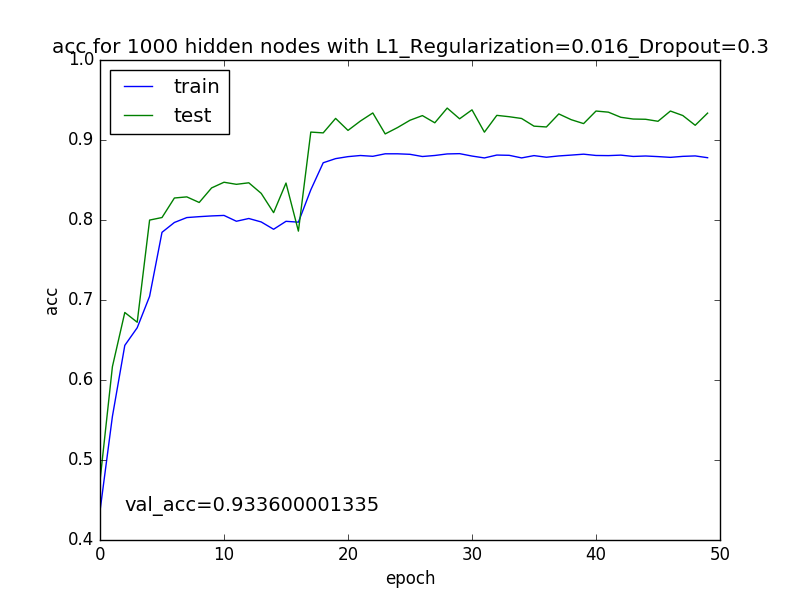 acc for 1000 hidden nodes with L1_Regularization=0.016_Dropout=0.3
1.0
train
test
0.9
0.8
0.7
acc
0.6
0.5
val_acc=0.933600001335
0.4
0 10 20 30 40 50
epoch